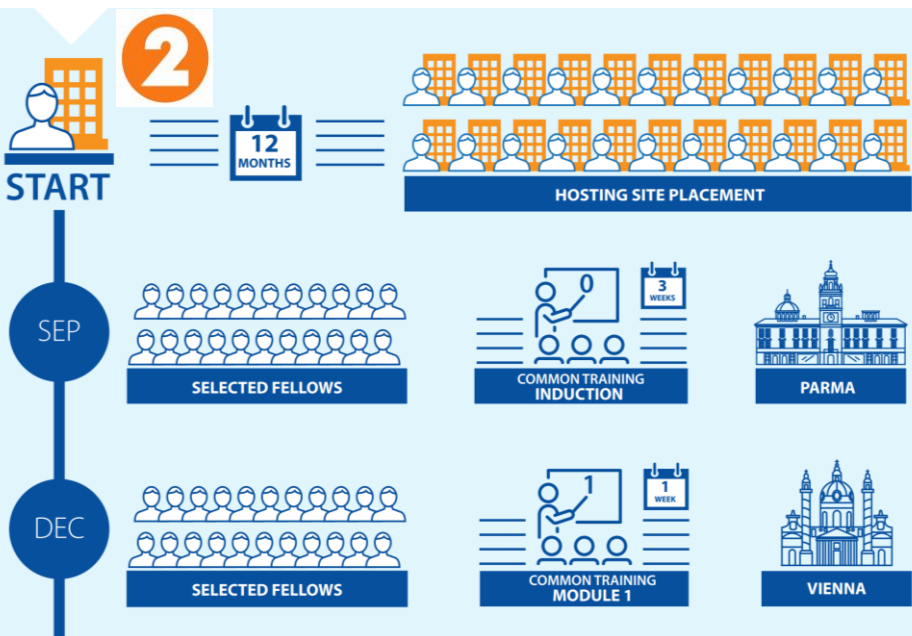 2
START
12
MONTHS
HOSTING SITE PLACEMENT
SEP
SELECTED FELLOWS
0
COMMON TRAINING
INDUCTION
3
WEEKS
PARMA
DEC
SELECTED FELLOWS
1
COMMON TRAINING
MODULE 1
1
WEEK
VIENNA